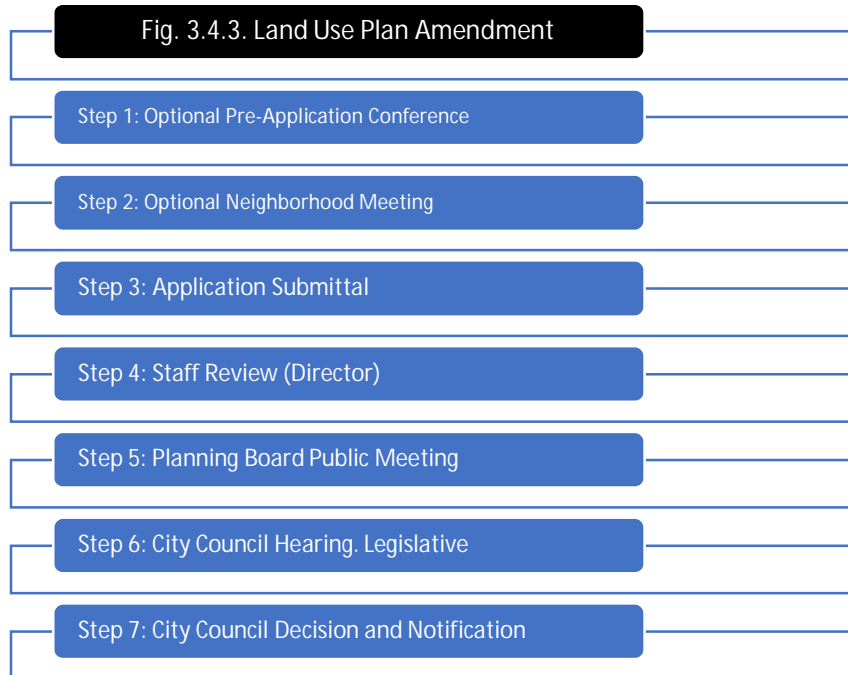 Fig. 3.4.3. Land Use Plan Amendment
Step 1: Optional Pre-Application Conference
Step 2: Optional Neighborhood Meeting
Step 3: Application Submittal
Step 4: Staff Review (Director)
Step 5: Planning Board Public Meeting
Step 6: City Council Hearing. Legislative
Step 7: City Council Decision and Notification